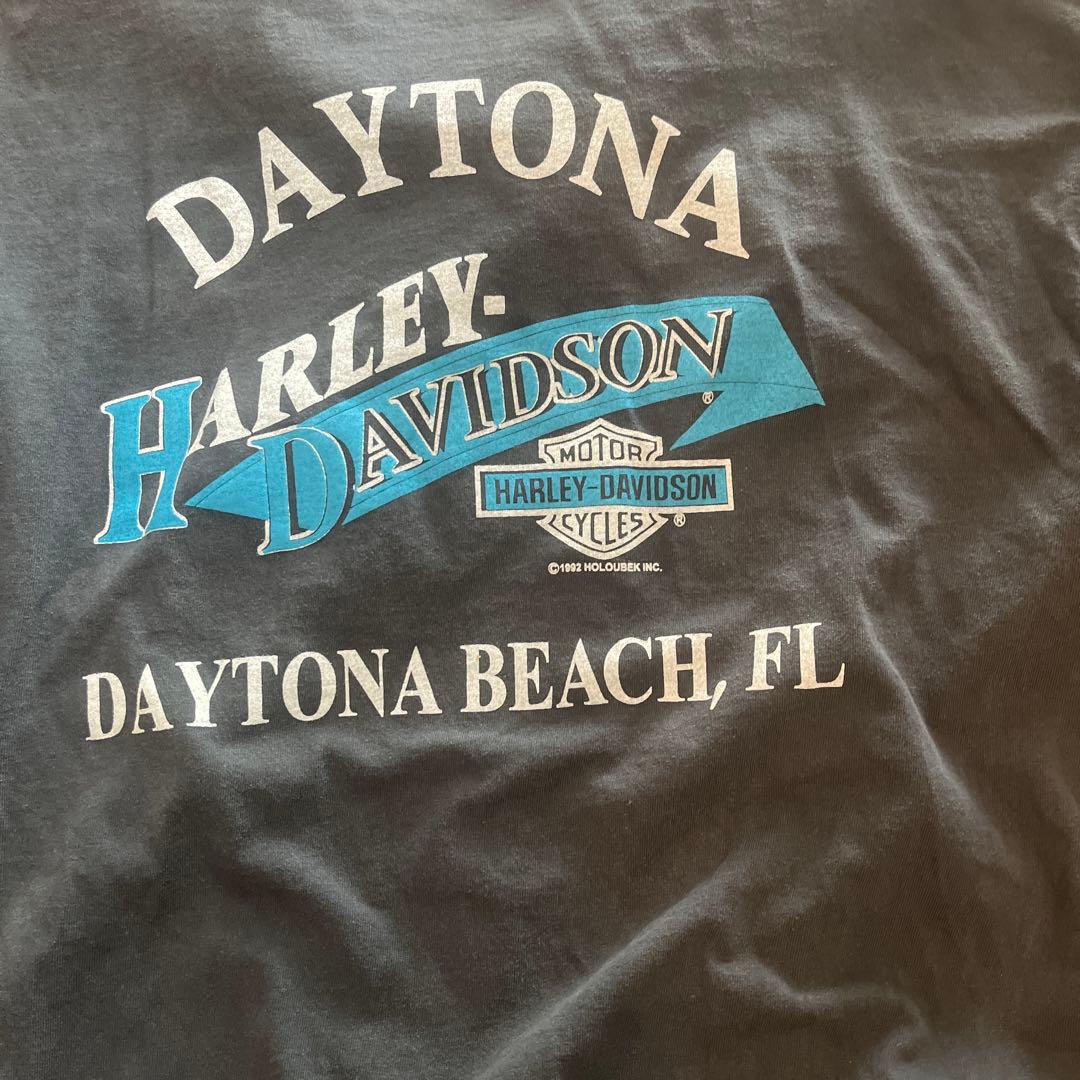 DAYTONA
HARLEY-
DAVIDSON®
MOTOR
HARLEY-DAVIDSON
CYCLES®
©1992 HOLOUBEK INC.
DAYTONA BEACH, FL